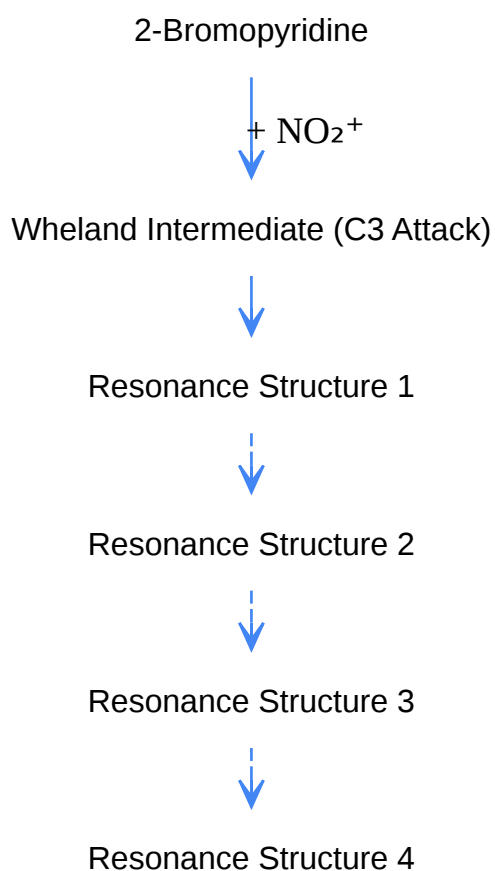 2-Bromopyridine
+ NO₂⁺
Wheland Intermediate (C3 Attack)
Resonance Structure 1
Resonance Structure 2
Resonance Structure 3
Resonance Structure 4